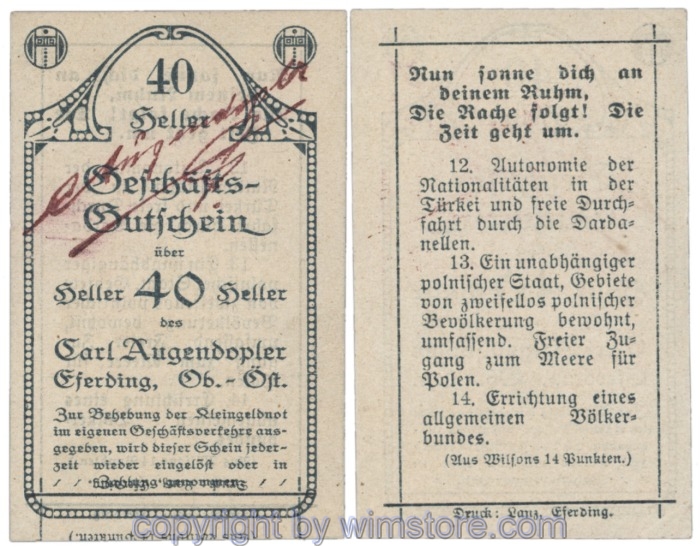 40
Heller
Augendopler
Geschäfts-
Gutschein
über
Heller 40 Heller
des
Carl Augendopler
Eferding, Ob.-Öst.
Zur Behebung der Kleingeldnot
im eigenen Geschäftsverkehre aus-
gegeben, wird dieser Schein jeder-
zeit wieder eingelöst oder in
Zahlung genommen.
Nun sonne dich an
deinem Ruhm,
Die Rache folgt! Die
Zeit geht um.
12. Autonomie der
Nationalitäten in der
Türkei und freie Durch-
fahrt durch die Darda-
nellen.
13. Ein unabhängiger
polnischer Staat, Gebiete
von zweifellos polnischer
Bevölkerung bewohnt,
umfassend. Freier Zu-
gang zum Meere für
Polen.
14. Errichtung eines
allgemeinen Völker-
bundes.
(Aus Wilsons 14 Punkten.)
Druck: Lanz, Eferding.
copyright by wimstore.com